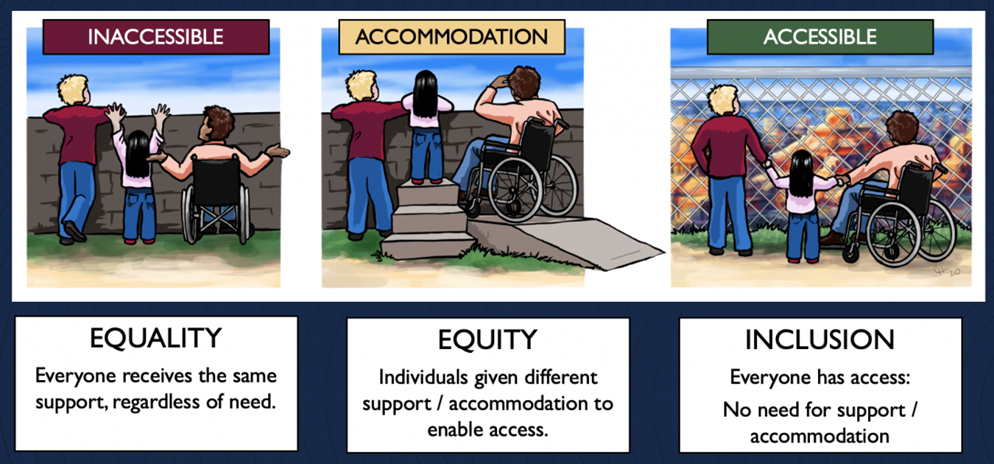 INACCESSIBLE
ACCOMMODATION
ACCESSIBLE
EQUALITY
Everyone receives the same
support, regardless of need.
EQUITY
Individuals given different
support / accommodation to
enable access.
INCLUSION
Everyone has access:
No need for support /
accommodation